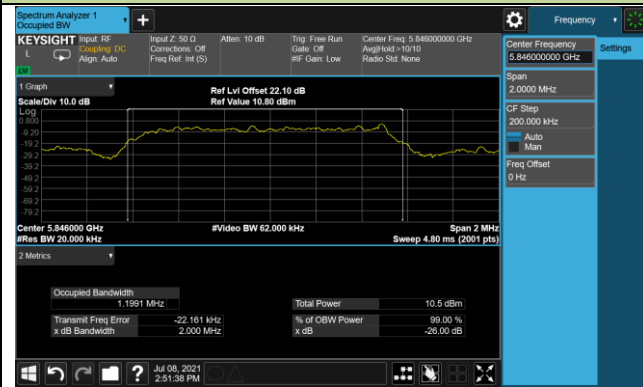 Spectrum Analyzer 1
Occupied BW
Frequency
KEYSIGHT
L
LXI
Input: RF
Coupling: DC
Align: Auto
Input Z: 50 Ω
Corrections: Off
Freq Ref: Int (S)
Atten: 10 dB
Trig: Free Run
Gate: Off
#IF Gain: Low
Center Freq: 5.846000000 GHz
Avg|Hold:>10/10
Radio Std: None
Center Frequency
5.846000000 GHz
Settings
Span
2.0000 MHz
CF Step
200.000 kHz
Auto
Man
Freq Offset
0 Hz
1 Graph
Scale/Div 10.0 dB
Ref Lvl Offset 22.10 dB
Ref Value 10.80 dBm
Log
0.800
-9.20
-19.2
-29.2
-39.2
-49.2
-59.2
-69.2
-79.2
Center 5.846000 GHz
#Video BW 62.000 kHz
Span 2 MHz
#Res BW 20.000 kHz
Sweep 4.80 ms (2001 pts)
2 Metrics
Occupied Bandwidth
1.1991 MHz
Total Power
10.5 dBm
Transmit Freq Error
-22.161 kHz
% of OBW Power
99.00 %
x dB Bandwidth
2.000 MHz
x dB
-26.00 dB
Jul 08, 2021
2:51:38 PM